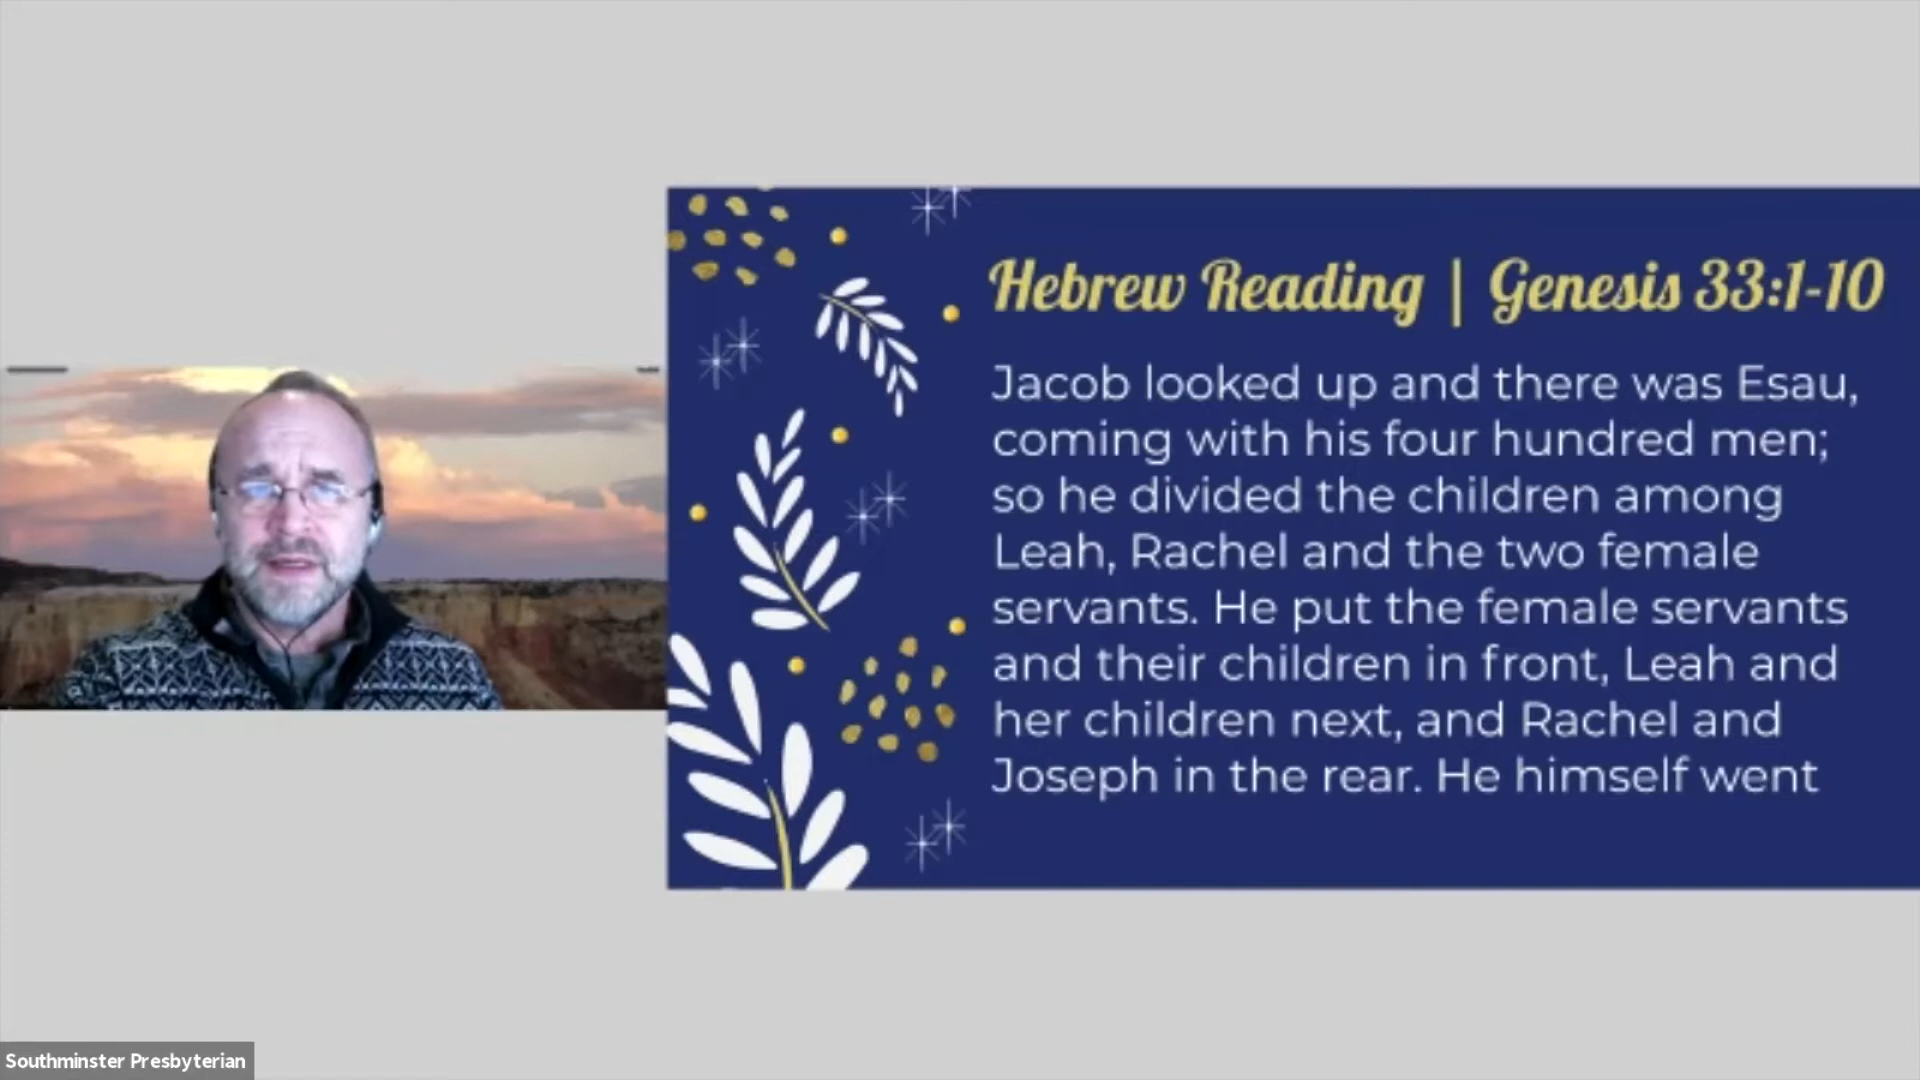 Hebrew Reading | Genesis 33:1-10
Jacob looked up and there was Esau,
coming with his four hundred men;
so he divided the children among
Leah, Rachel and the two female
servants. He put the female servants
and their children in front, Leah and
her children next, and Rachel and
Joseph in the rear. He himself went
Southminster Presbyterian